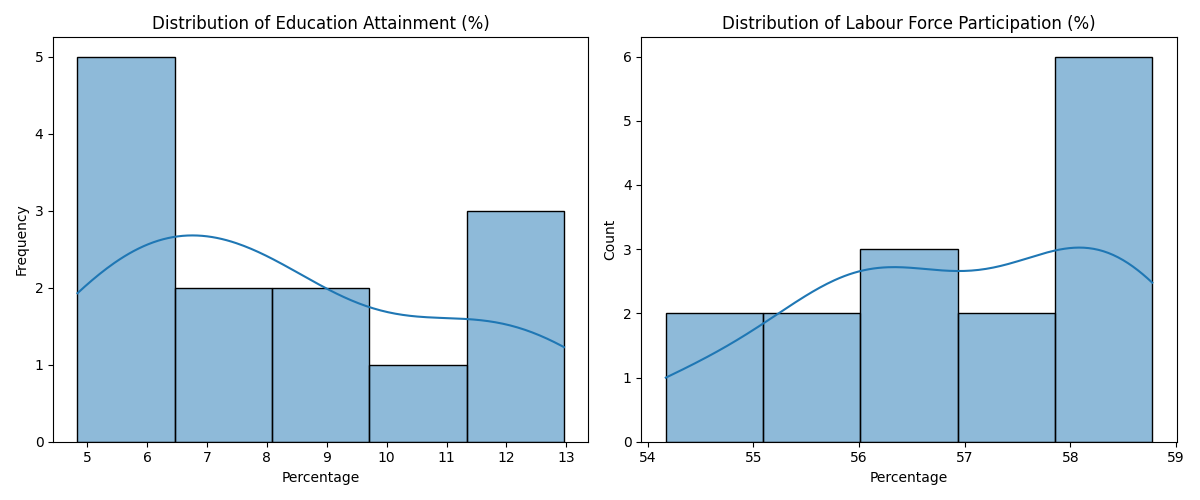 Distribution of Education Attainment (%)
Frequency
5
4
3
2
1
0
5 6 7 8 9 10 11 12 13
Percentage
Distribution of Labour Force Participation (%)
Count
6
5
4
3
2
1
0
54 55 56 57 58 59
Percentage